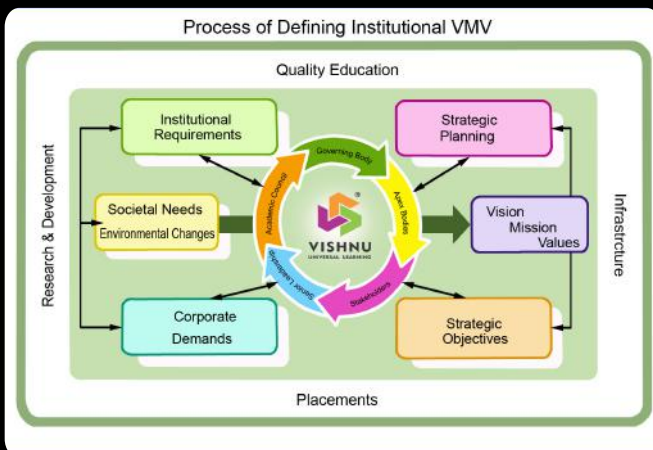 Process of Defining Institutional VMV
Quality Education
Institutional
Requirements
Strategic
Planning
Governing Body
Academic Council
Apex Bodies
Research & Development
Societal Needs
Environmental Changes
®
VISHNU
UNIVERSAL LEARNING
Vision
Mission
Values
Infrastrcture
Senior Leadership
Stakeholders
Corporate
Demands
Strategic
Objectives
Placements